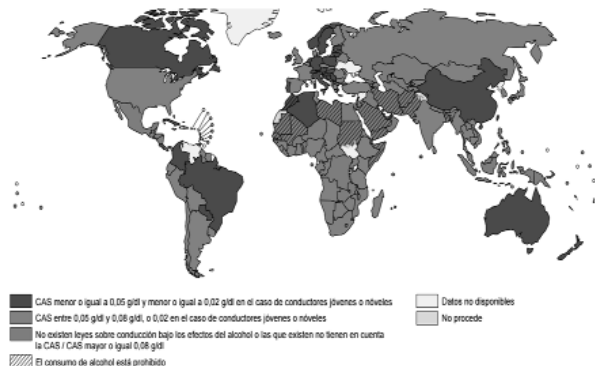 CAS menor o igual a 0,05 g/dl y menor o igual a 0,02 g/dl en el caso de conductores jóvenes o nóveles
CAS entre 0,05 g/dl y 0,08 g/dl, o 0,02 en el caso de conductores jóvenes o nóveles
No existen leyes sobre conducción bajo los efectos del alcohol o las que existen no tienen en cuenta
la CAS / CAS mayor o igual 0,08 g/dl
El consumo de alcohol está prohibido
Datos no disponibles
No procede